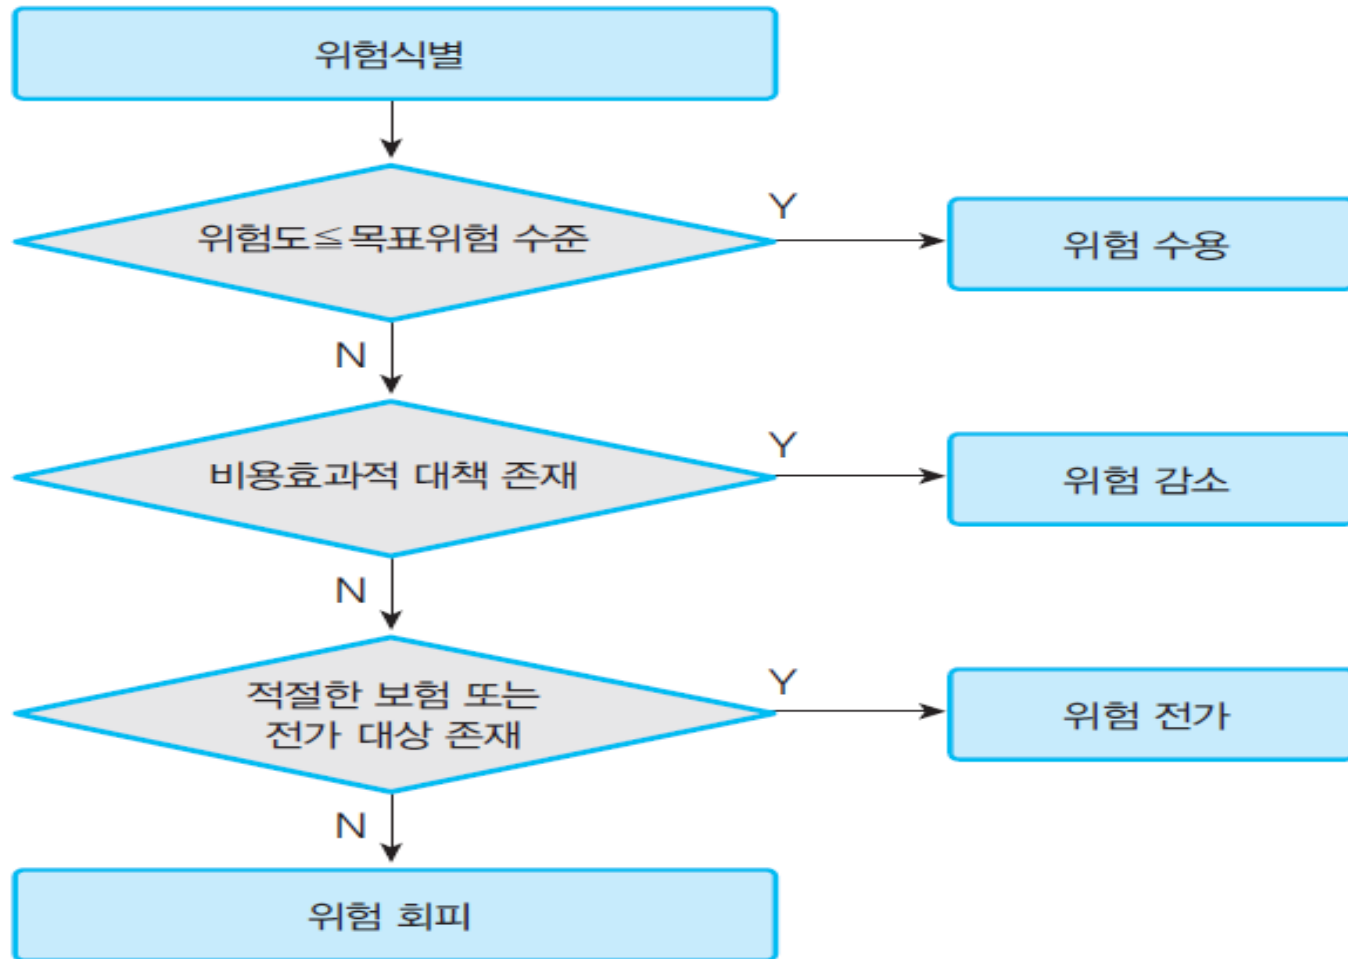 위험식별
위험도≦목표위험 수준
Y
위험 수용
N
비용효과적 대책 존재
Y
위험 감소
N
적절한 보험 또는
전가 대상 존재
Y
위험 전가
N
위험 회피